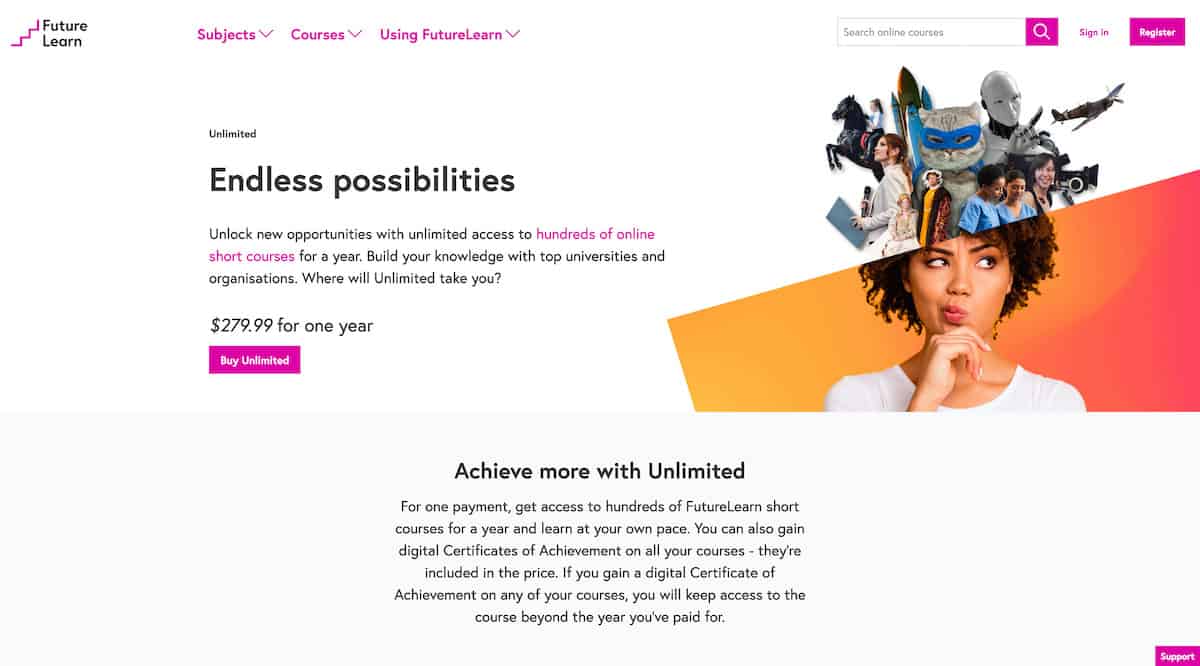 Future
Learn
Subjects
Courses
Using FutureLearn
Search online courses
Sign in
Register
Unlimited
Endless possibilities
Unlock new opportunities with unlimited access to hundreds of online
short courses for a year. Build your knowledge with top universities and
organisations. Where will Unlimited take you?
$279.99 for one year
Buy Unlimited
Achieve more with Unlimited
For one payment, get access to hundreds of FutureLearn short
courses for a year and learn at your own pace. You can also gain
digital Certificates of Achievement on all your courses - they're
included in the price. If you gain a digital Certificate of
Achievement on any of your courses, you will keep access to the
course beyond the year you've paid for.
Support